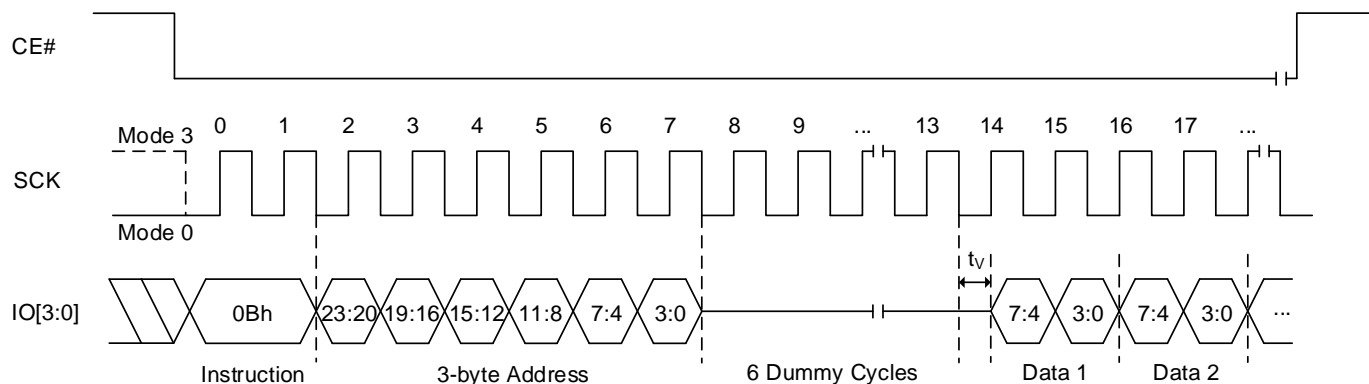 CE#
Mode 3 0 1 2 3 4 5 6 7 8 9 ... 13 14 15 16 17 ...
SCK
Mode 0
tV
IO[3:0] 0Bh 23:20 19:16 15:12 11:8 7:4 3:0 7:4 3:0 7:4 3:0 ...
Instruction 3-byte Address 6 Dummy Cycles Data 1 Data 2